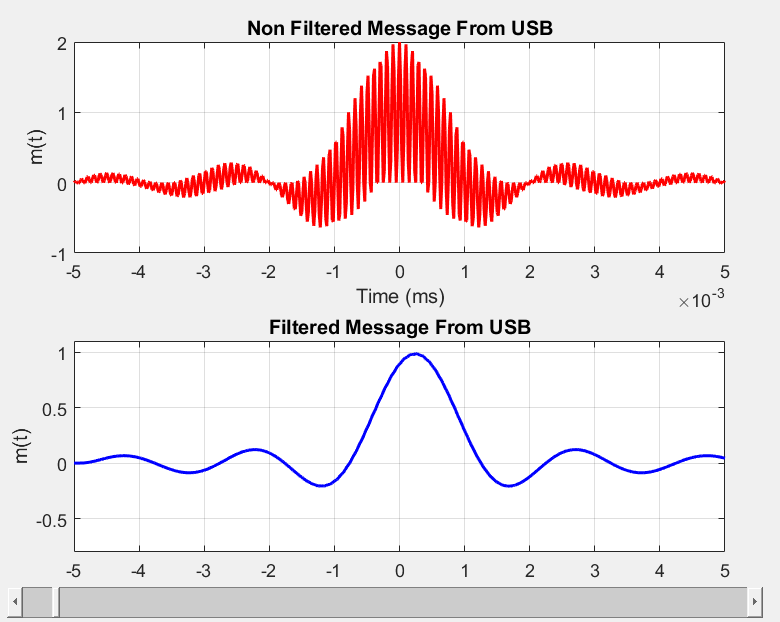 Non Filtered Message From USB
2
1
0
-1
m(t)
-5 -4 -3 -2 -1 0 1 2 3 4 5
Time (ms)
×10-3
Filtered Message From USB
1
0.5
0
-0.5
m(t)
-5 -4 -3 -2 -1 0 1 2 3 4 5